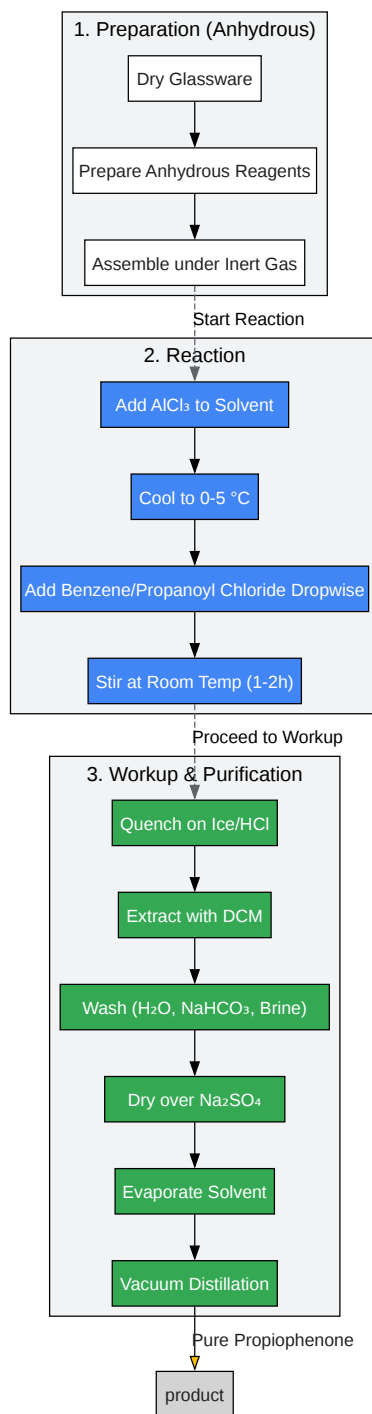 1. Preparation (Anhydrous)
Dry Glassware
Prepare Anhydrous Reagents
Assemble under Inert Gas
Start Reaction
2. Reaction
Add AlCl₃ to Solvent
Cool to 0-5 °C
Add Benzene/Propanoyl Chloride Dropwise
Stir at Room Temp (1-2h)
Proceed to Workup
3. Workup & Purification
Quench on Ice/HCl
Extract with DCM
Wash (H₂O, NaHCO₃, Brine)
Dry over Na₂SO₄
Evaporate Solvent
Vacuum Distillation
Pure Propiophenone
product